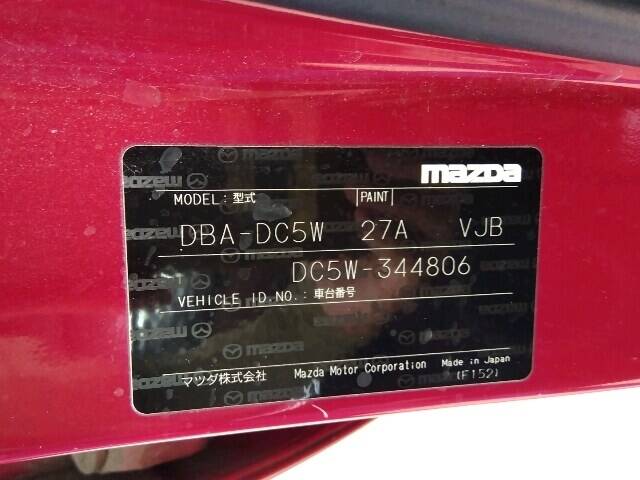 mazda
MODEL: 型式 PAINT
DBA-DC5W 27A VJB
DC5W-344806
VEHICLE ID.NO.: 車台番号
マツダ株式会社 Mazda Motor Corporation Made in Japan
(F152)